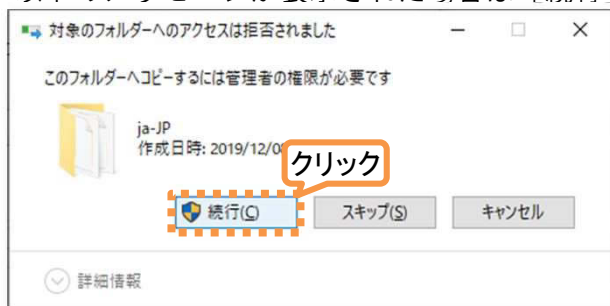 対象のフォルダーへのアクセスは拒否されました
このフォルダーへコピーするには管理者の権限が必要です
ja-JP
作成日時: 2019/12/08
クリック
続行(C)
スキップ(S)
キャンセル
詳細情報